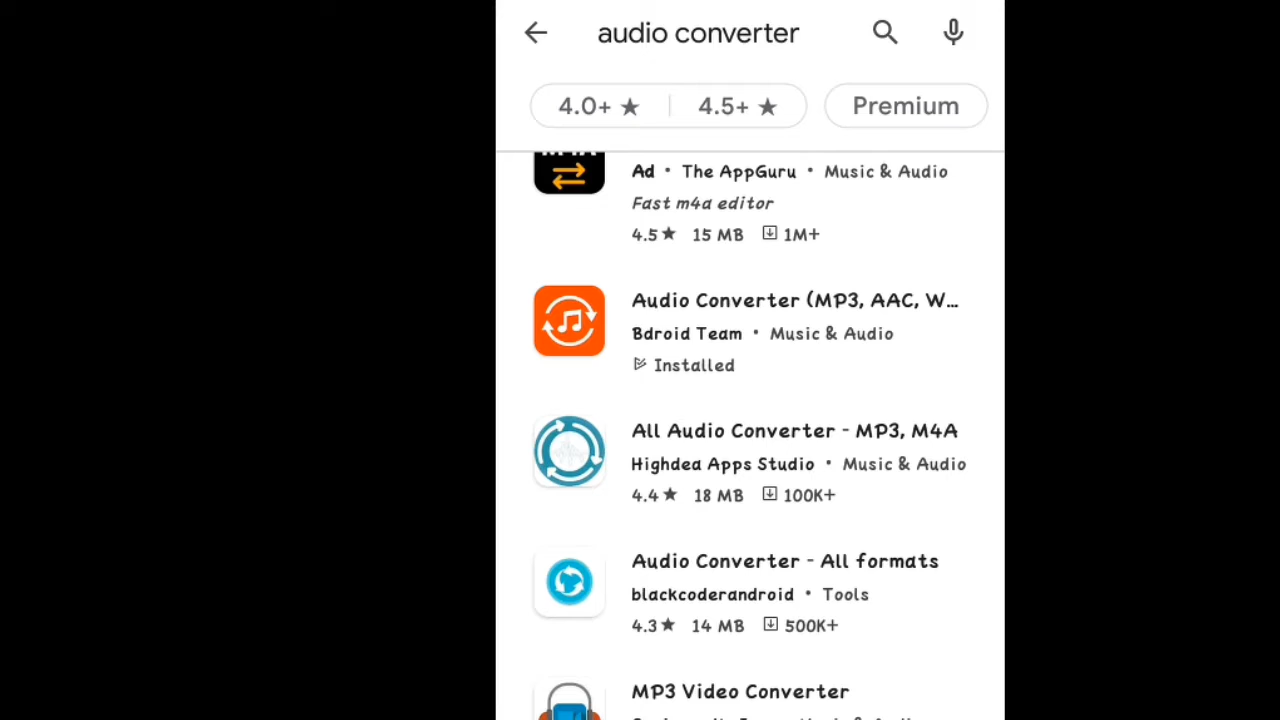 audio converter
4.0+ ★ 4.5+ ★ Premium
Ad • The AppGuru • Music & Audio
Fast m4a editor
4.5★ 15 MB 1M+
Audio Converter (MP3, AAC, W...
Bdroid Team • Music & Audio
Installed
All Audio Converter - MP3, M4A
Highdea Apps Studio • Music & Audio
4.4★ 18 MB 100K+
Audio Converter - All formats
blackcoderandroid • Tools
4.3★ 14 MB 500K+
MP3 Video Converter